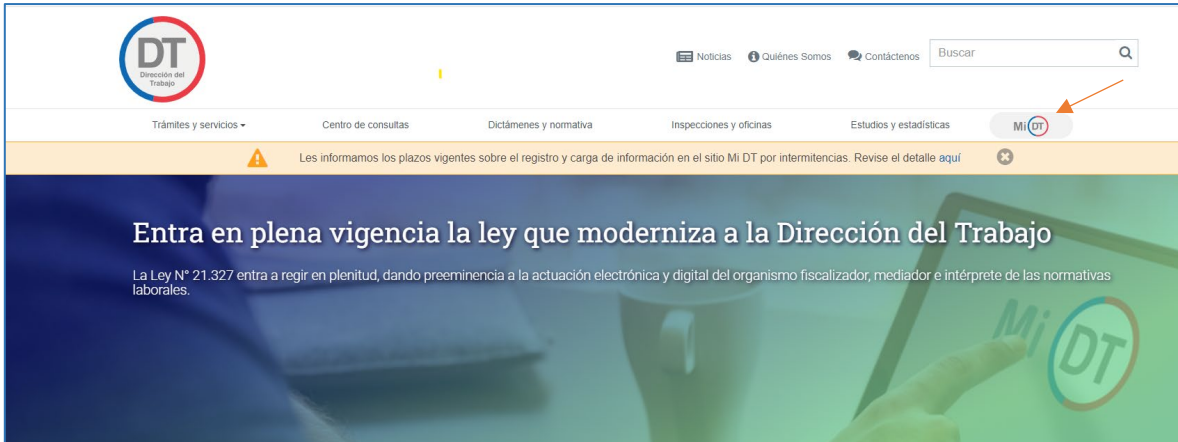 DT
Dirección del
Trabajo
Noticias
Quiénes Somos
Contáctenos
Buscar
Trámites y servicios
Centro de consultas
Dictámenes y normativa
Inspecciones y oficinas
Estudios y estadísticas
Mi DT
Les informamos los plazos vigentes sobre el registro y carga de información en el sitio Mi DT por intermitencias. Revise el detalle aquí
Entra en plena vigencia la ley que moderniza a la Dirección del Trabajo
La Ley N° 21.327 entra a regir en plenitud, dando preeminencia a la actuación electrónica y digital del organismo fiscalizador, mediador e intérprete de las normativas
laborales.
Mi DT